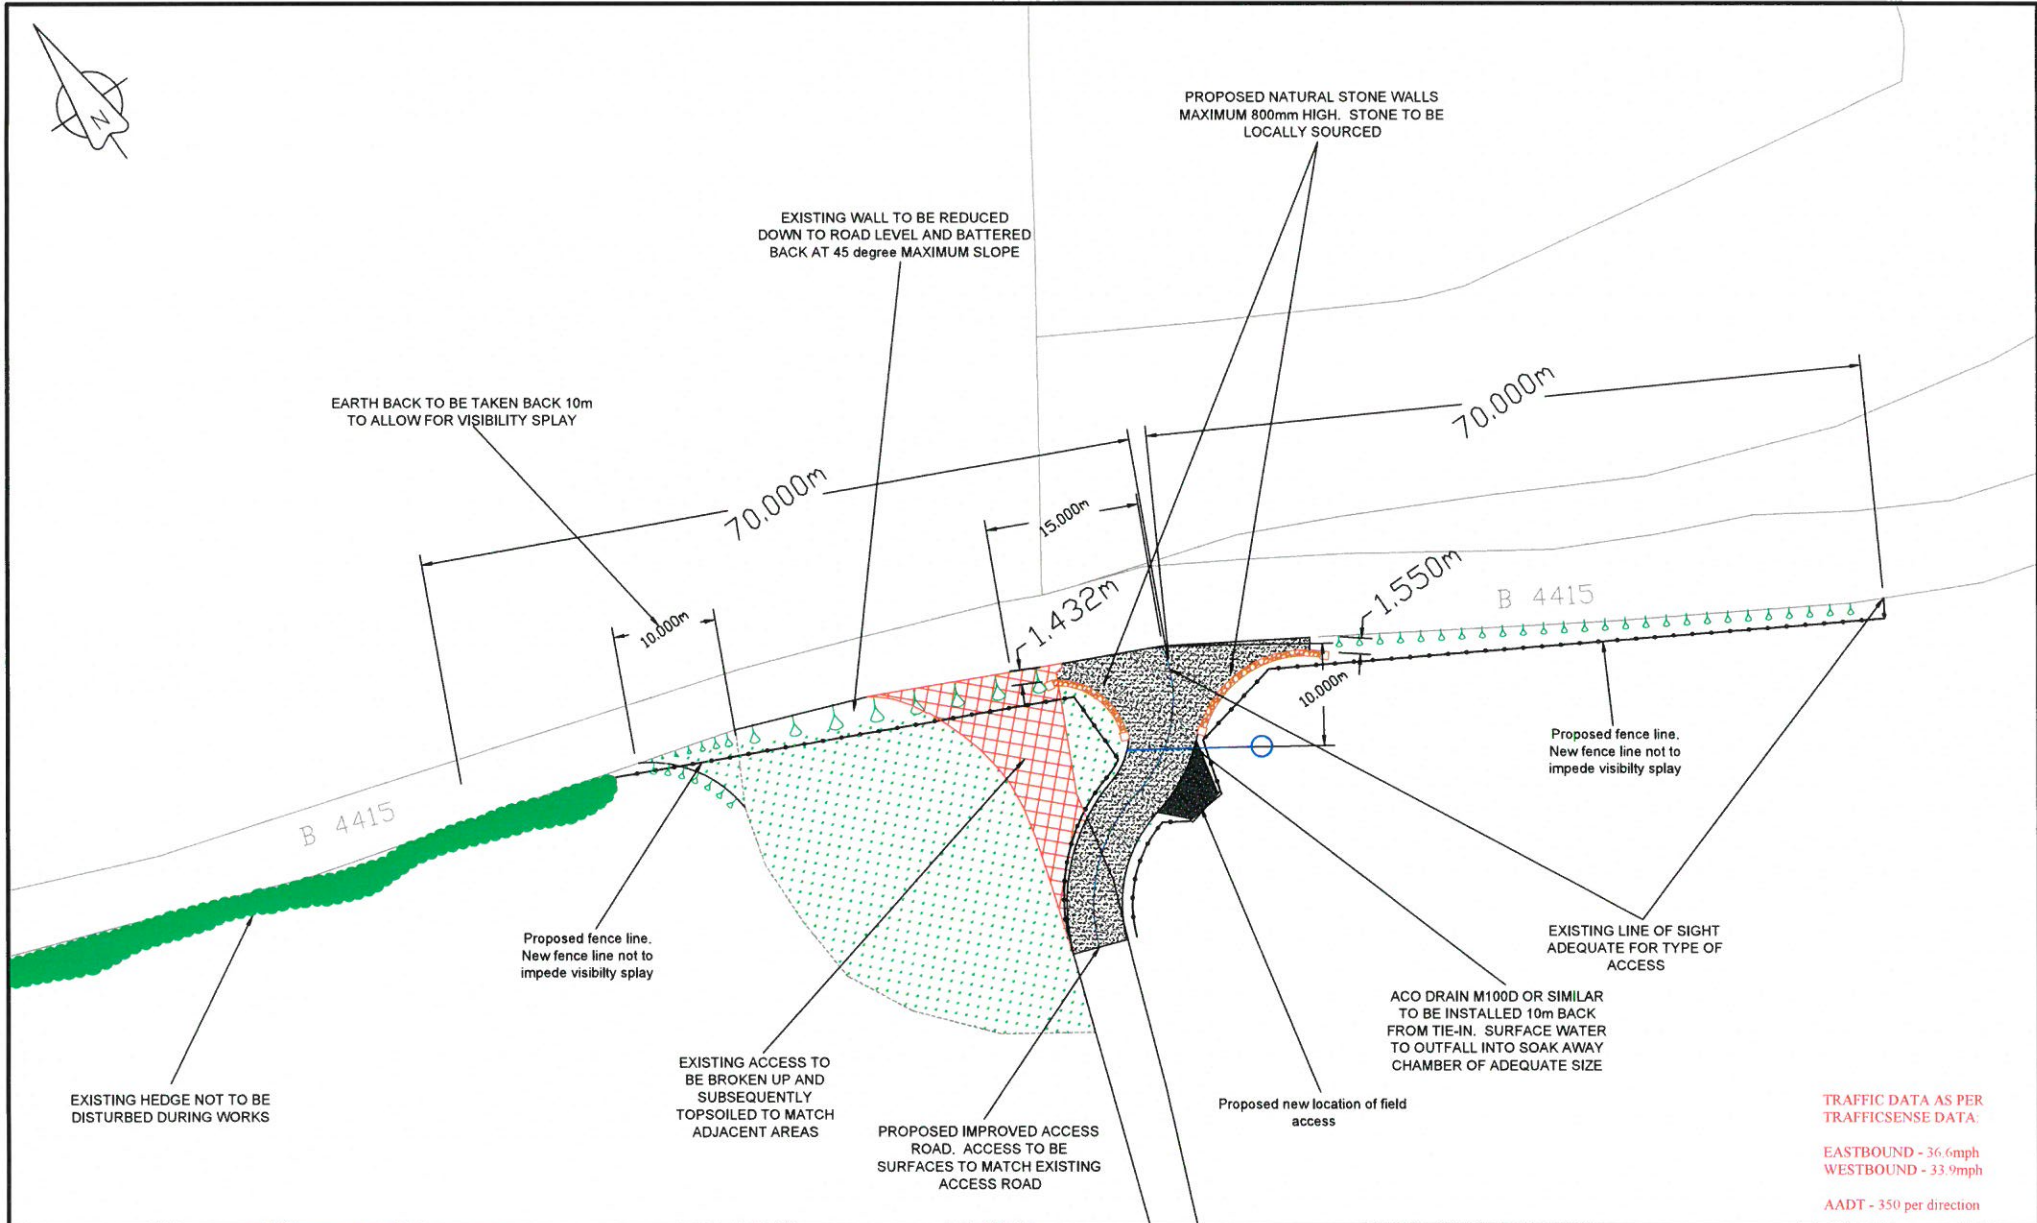 N
PROPOSED NATURAL STONE WALLS
MAXIMUM 800mm HIGH. STONE TO BE
LOCALLY SOURCED
EXISTING WALL TO BE REDUCED
DOWN TO ROAD LEVEL AND BATTERED
BACK AT 45 degree MAXIMUM SLOPE
EARTH BACK TO BE TAKEN BACK 10m
TO ALLOW FOR VISIBILITY SPLAY
70.000m
70.000m
15.000m
10.000m
1.432m
1.550m
B 4415
10.000m
B 4415
Proposed fence line.
New fence line not to
impede visibilty splay
Proposed fence line.
New fence line not to
impede visibilty splay
EXISTING LINE OF SIGHT
ADEQUATE FOR TYPE OF
ACCESS
ACO DRAIN M100D OR SIMILAR
TO BE INSTALLED 10m BACK
FROM TIE-IN. SURFACE WATER
TO OUTFALL INTO SOAK AWAY
CHAMBER OF ADEQUATE SIZE
EXISTING HEDGE NOT TO BE
DISTURBED DURING WORKS
EXISTING ACCESS TO
BE BROKEN UP AND
SUBSEQUENTLY
TOPSOILED TO MATCH
ADJACENT AREAS
PROPOSED IMPROVED ACCESS
ROAD. ACCESS TO BE
SURFACES TO MATCH EXISTING
ACCESS ROAD
Proposed new location of field
access
TRAFFIC DATA AS PER
TRAFFICSENSE DATA:
EASTBOUND - 36.6mph
WESTBOUND - 33.9mph
AADT - 350 per direction